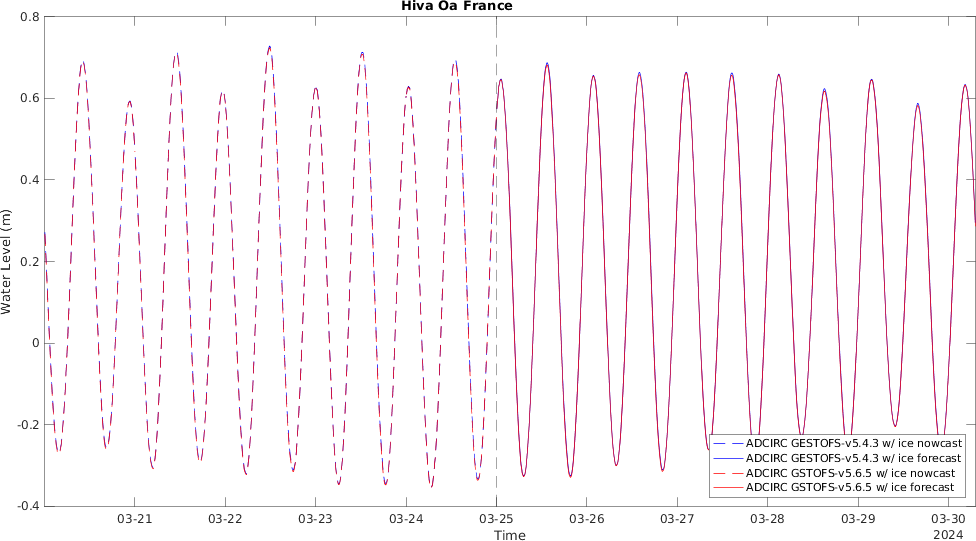 Hiva Oa France
Water Level (m)
0.8
0.6
0.4
0.2
0
-0.2
-0.4
ADCIRC GESTOFS-v5.4.3 w/ ice nowcast
ADCIRC GESTOFS-v5.4.3 w/ ice forecast
ADCIRC GSTOFS-v5.6.5 w/ ice nowcast
ADCIRC GSTOFS-v5.6.5 w/ ice forecast
03-21 03-22 03-23 03-24 03-25 03-26 03-27 03-28 03-29 03-30
Time 2024